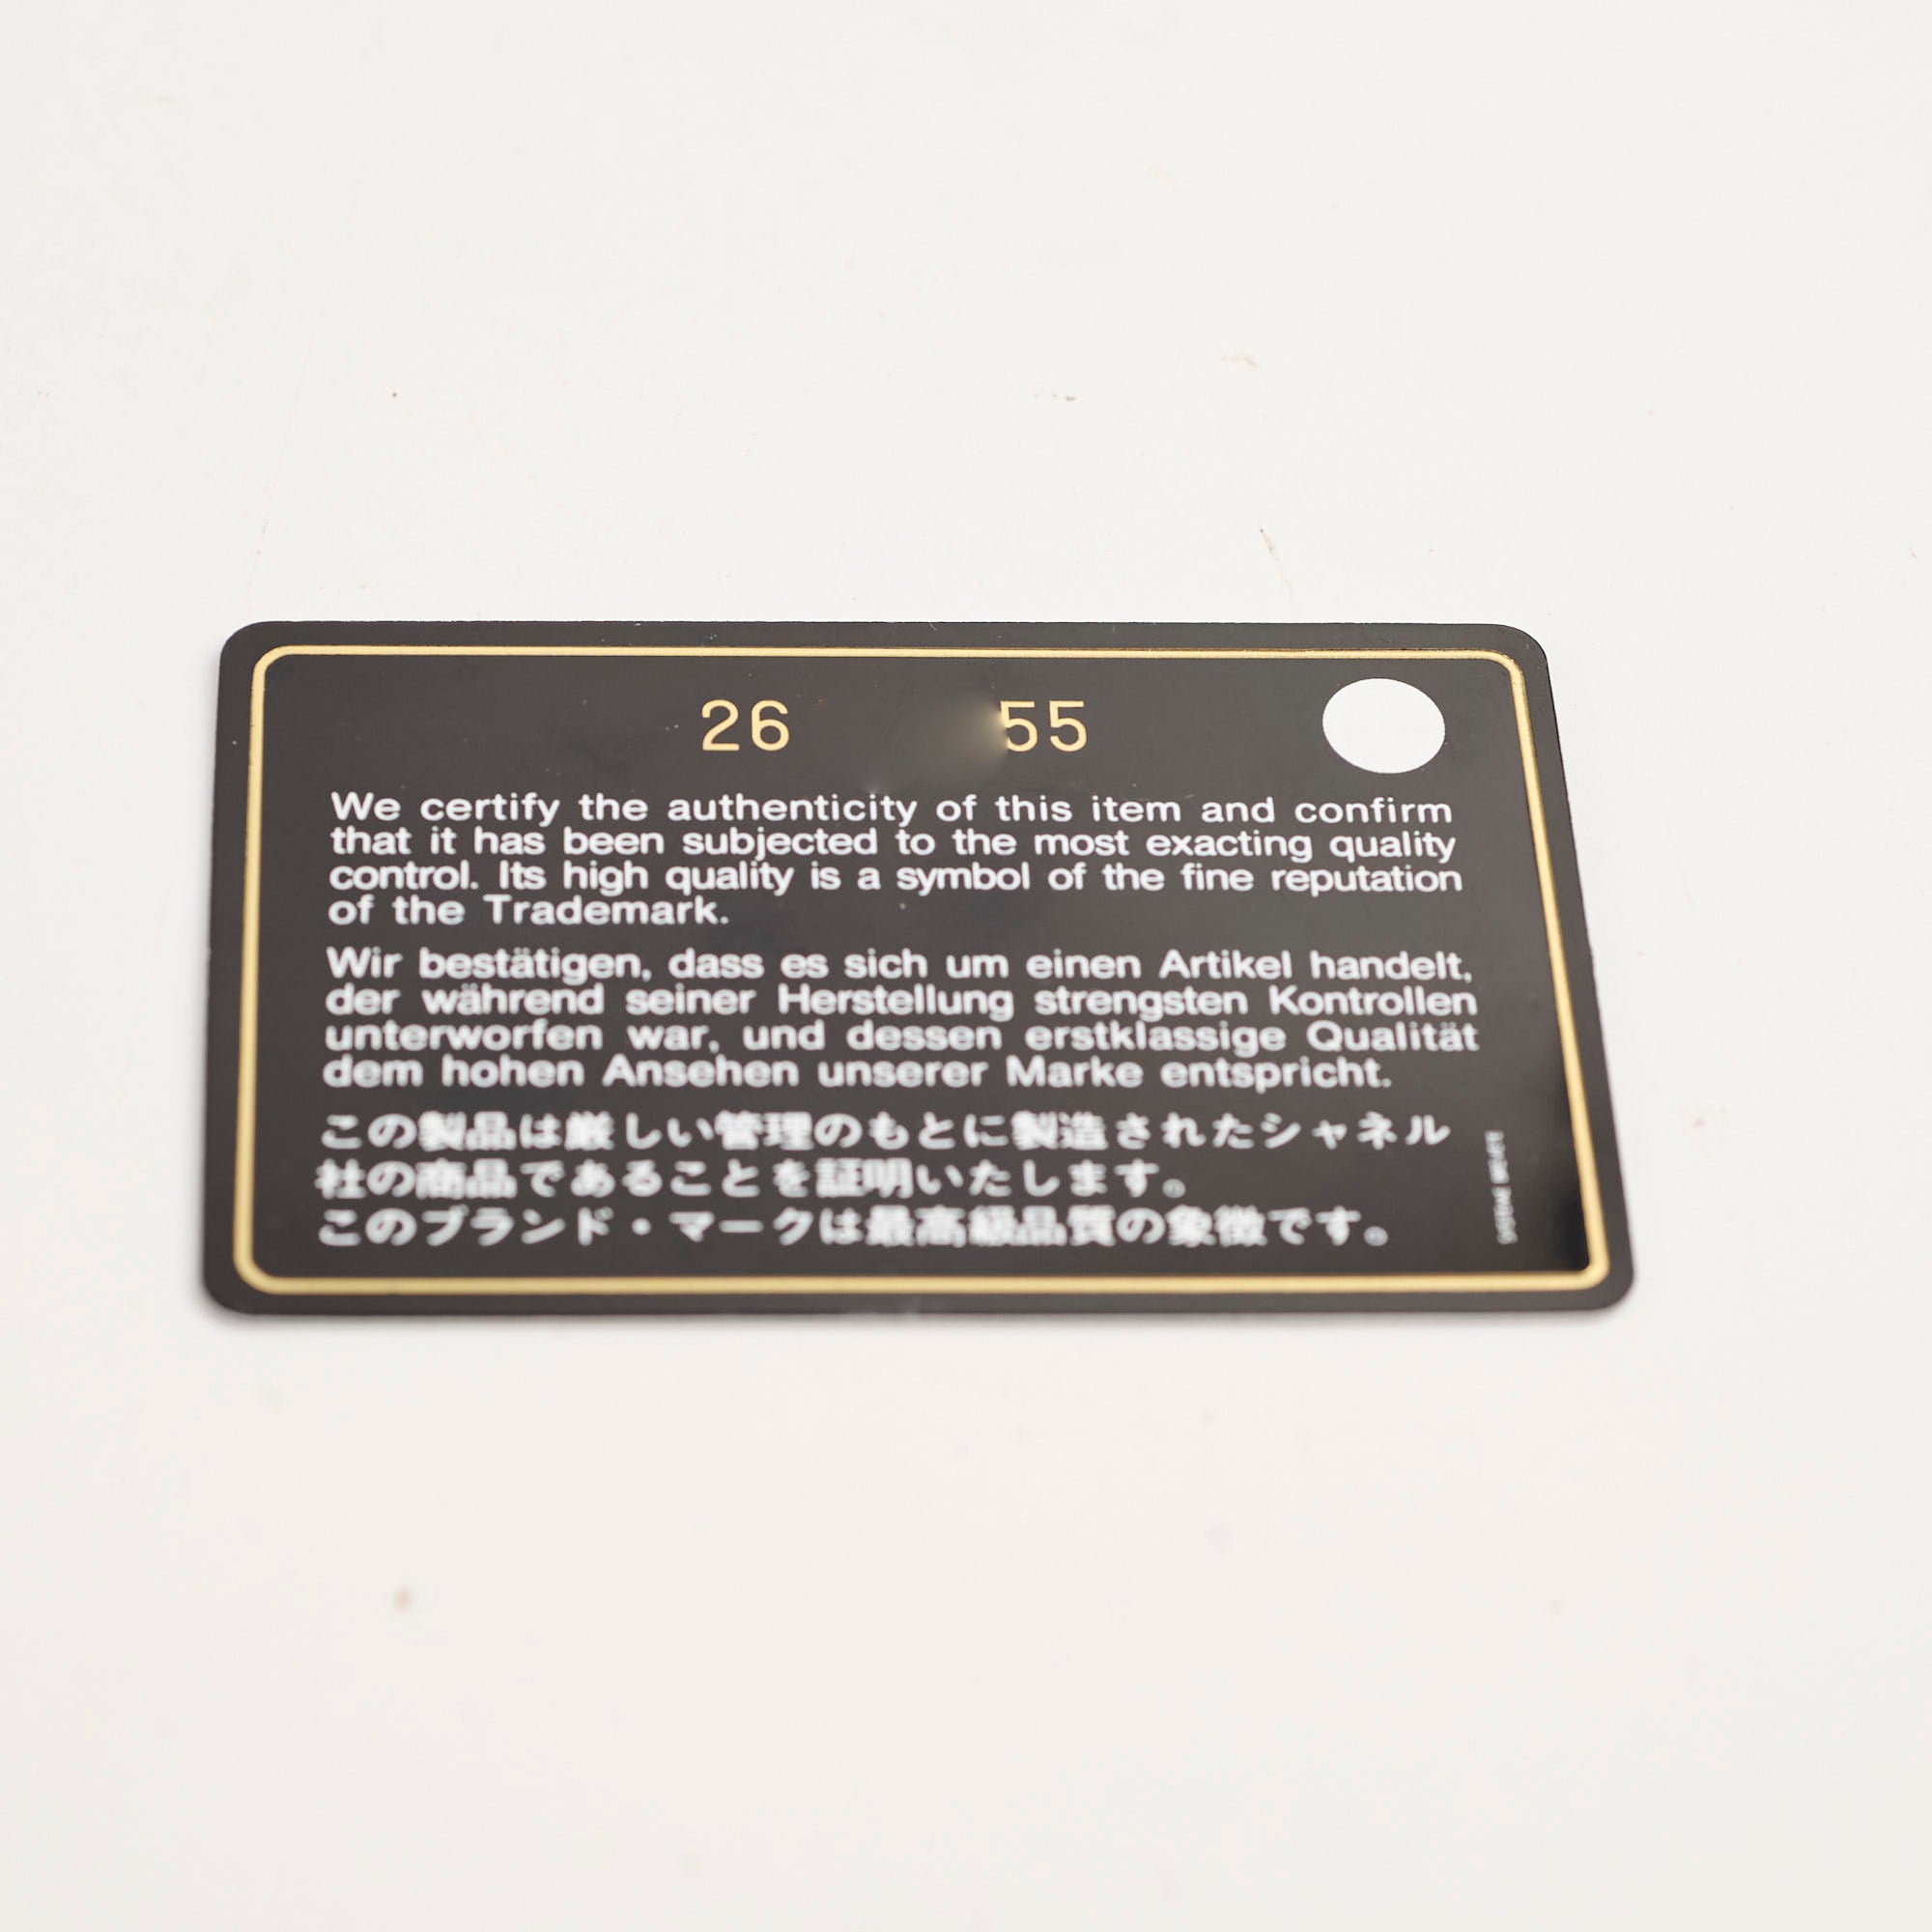 26 55
We certify the authenticity of this item and confirm
that it has been subjected to the most exacting quality
control. Its high quality is a symbol of the fine reputation
of the Trademark.
Wir bestätigen, dass es sich um einen Artikel handelt,
der während seiner Herstellung strengsten Kontrollen
unterworfen war, und dessen erstklassige Qualität
dem hohen Ansehen unserer Marke entspricht.
この製品は厳しい管理のもとに製造されたシャネル
社の商品であることを証明いたします。
このブランド・マークは最高級品質の象徴です。